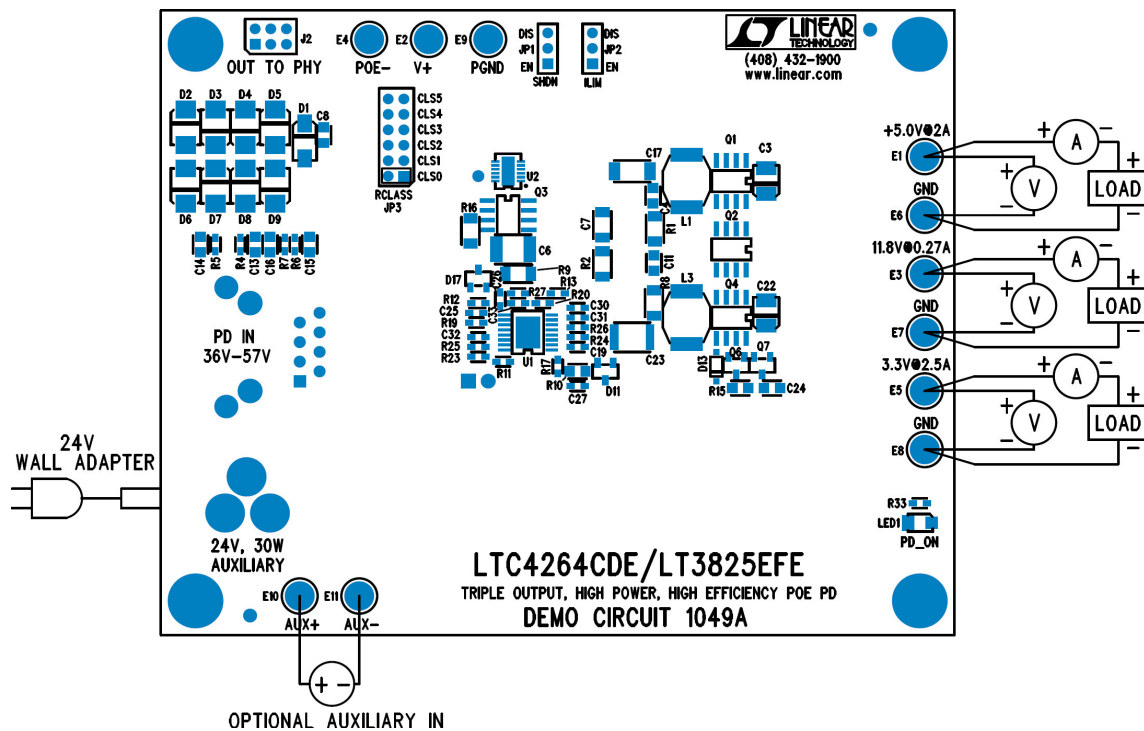 J2
OUT TO PHY
E4
POE-
E2
V+
E9
PGND
DIS
JP1
EN
SHDN
DIS
JP2
EN
ILIM
LINEAR
TECHNOLOGY
(408) 432-1900
www.linear.com
D2
D3
D4
D5
D1
C8
CLS5
CLS4
CLS3
CLS2
CLS1
CLS0
RCLASS
JP3
D6
D7
D8
D9
C14
R5
R4
C13
C16
R7
R6
C15
PD IN
36V-57V
U2
Q3
R16
C6
R9
C26
D17
R13
R27
R20
R12
C25
R19
C33
C32
R25
R23
R11
U1
C30
C31
R26
R24
C19
R17
R10
C27
D11
C17
C4
L1
Q1
C3
C7
R1
Q2
R2
C11
R8
L3
Q4
C22
C23
D13
Q6
Q7
R15
C24
+5.0V@2A
E1
GND
E6
+
A
-
+
V
-
+
LOAD
-
11.8V@0.27A
E3
GND
E7
+
A
-
+
V
-
+
LOAD
-
3.3V@2.5A
E5
GND
E8
+
A
-
+
V
-
+
LOAD
-
24V
WALL ADAPTER
24V, 30W
AUXILIARY
R33
LED1
PD_ON
LTC4264CDE/LT3825EFE
TRIPLE OUTPUT, HIGH POWER, HIGH EFFICIENCY POE PD
DEMO CIRCUIT 1049A
E10
AUX+
E11
AUX-
+ -
OPTIONAL AUXILIARY IN